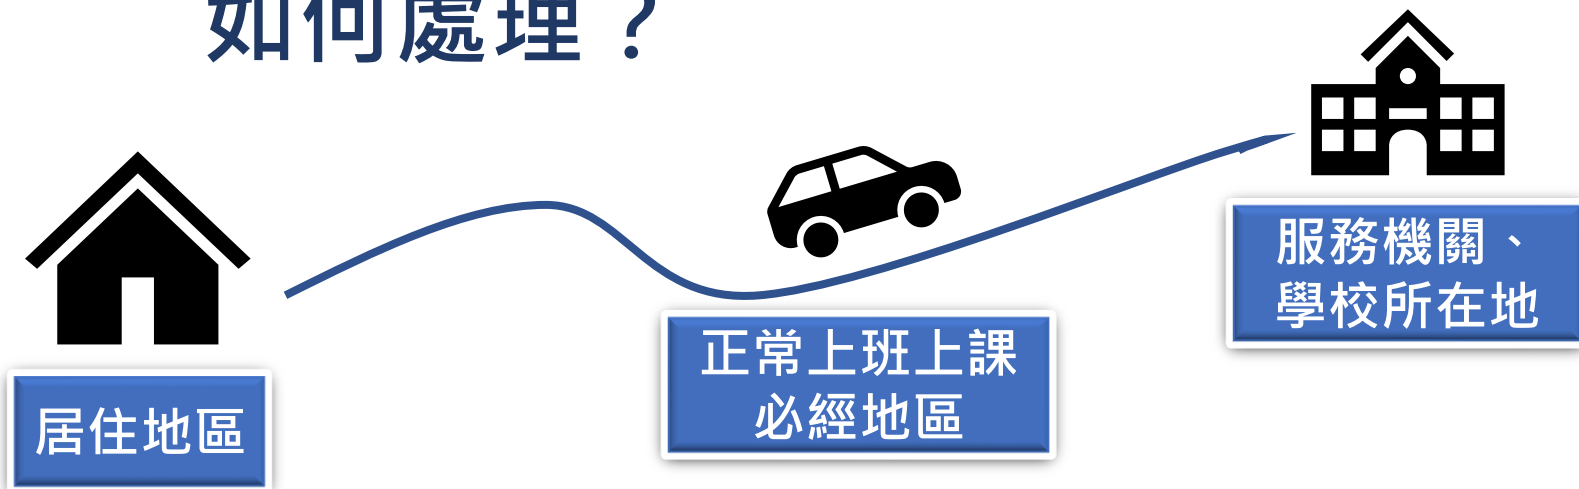 如何處理？
服務機關、
學校所在地
正常上班上課
必經地區
居住地區